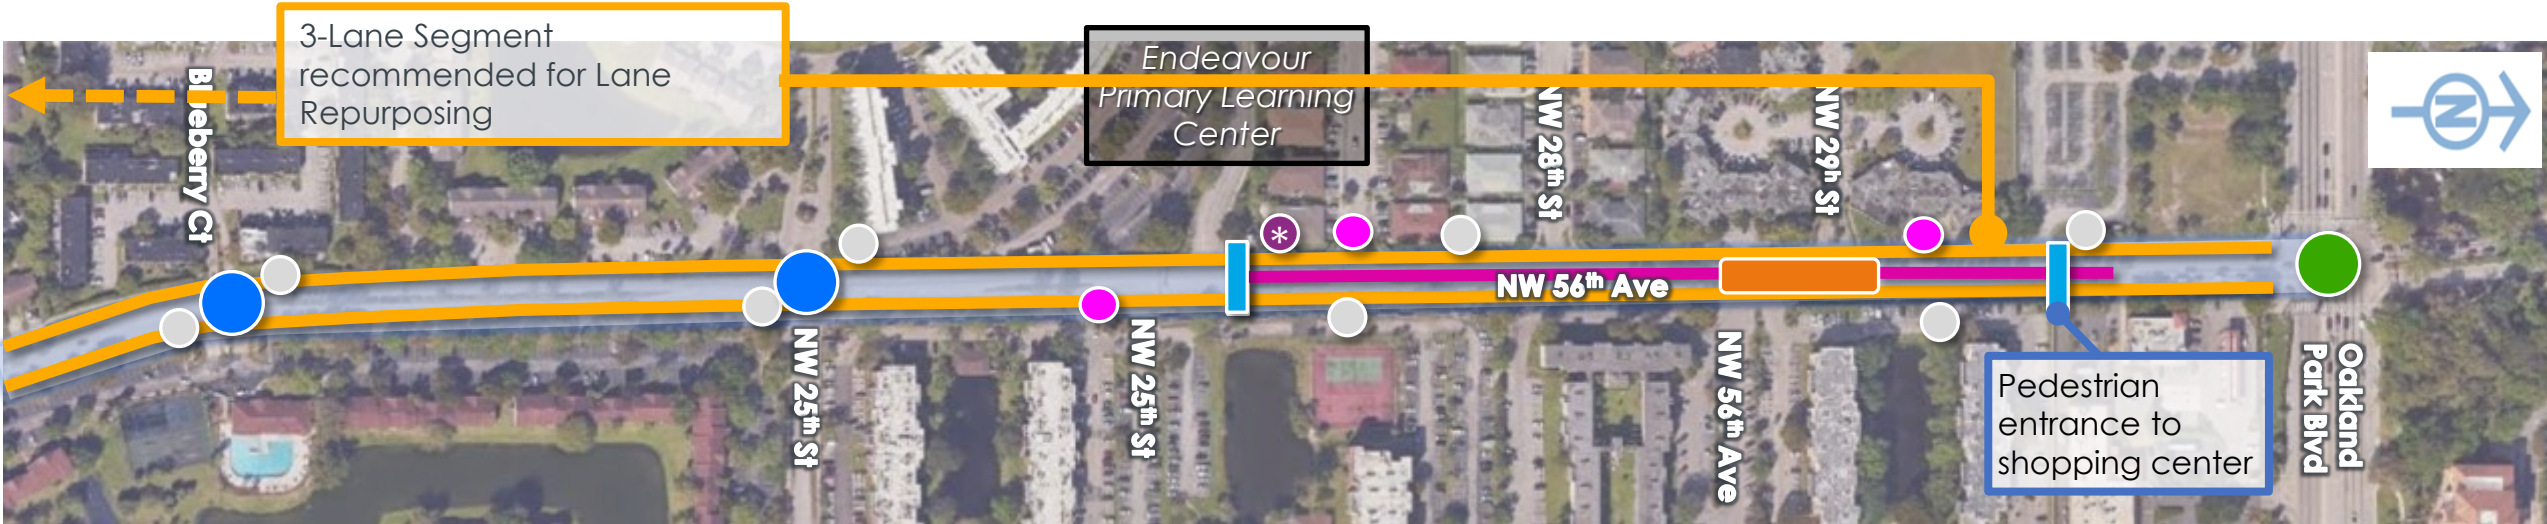 3-Lane Segment
recommended for Lane
Repurposing
Endeavour
Primary Learning
Center
N
Blueberry Ct
NW 28th St
NW 29h St
*
NW 56th Ave
NW 25th St
NW 25th St
NW 56th Ave
Pedestrian
entrance to
shopping center
Oakland
Park Blvd